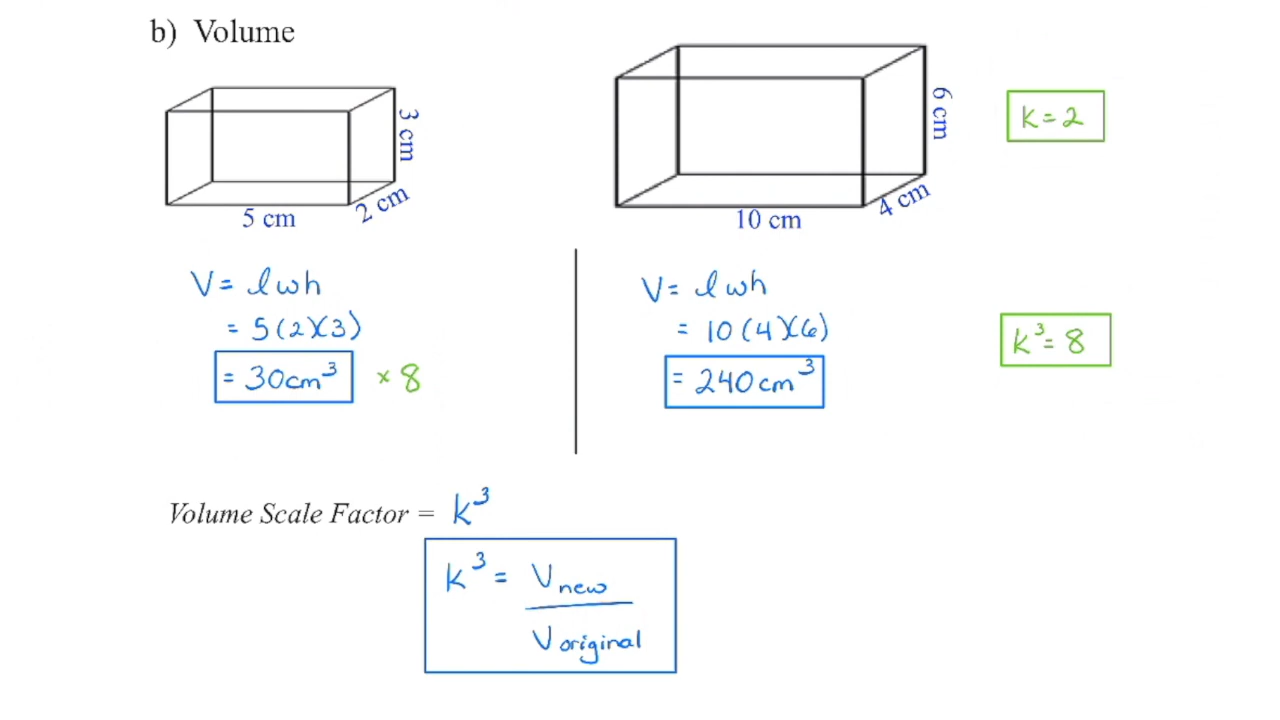 b) Volume
3 cm
5 cm
2 cm
6 cm
10 cm
4 cm
k = 2
V = lwh
= 5(2)(3)
= 30cm³ × 8
V = lwh
= 10(4)(6)
= 240cm³
k³ = 8
Volume Scale Factor = k³
k³ = V new
V original